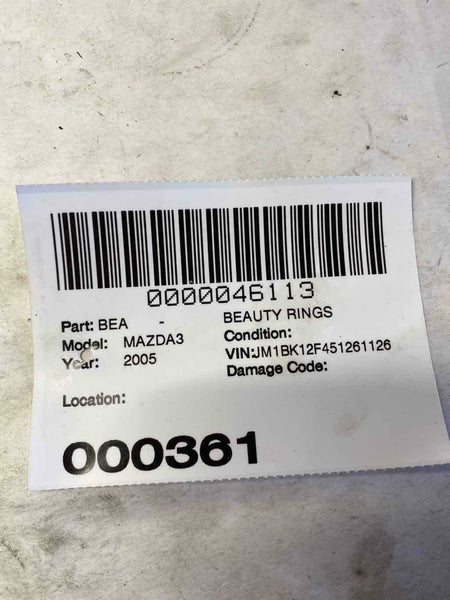 0000046113
Part: BEA - BEAUTY RINGS
Model: MAZDA3 Condition:
Year: 2005 VIN:JM1BK12F451261126
Damage Code:
Location:
000361